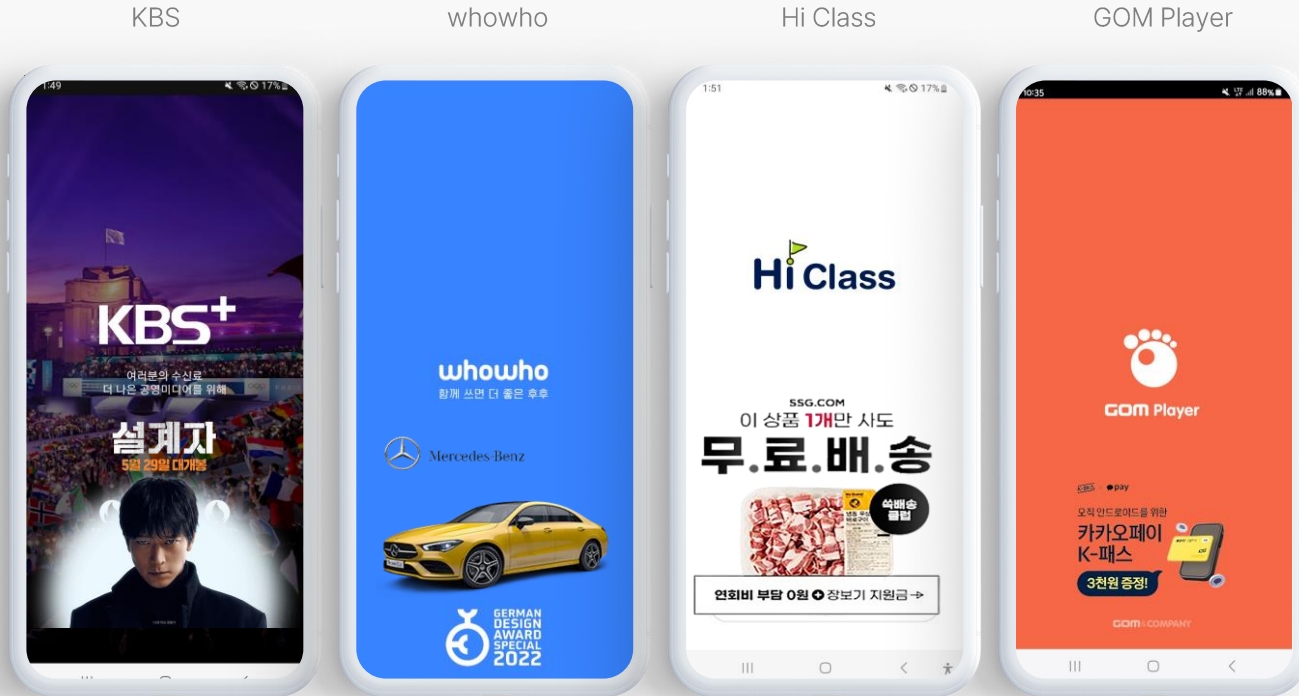 KBS
whowho
Hi Class
GOM Player
1:49
17%
KBS+
여러분의 수신료
더 나은 공영미디어를 위해
설계자
5월 29일 대개봉
whowho
함께 쓰면 더 좋은 후후
Mercedes-Benz
GERMAN
DESIGN
AWARD
SPECIAL
2022
1:51
17%
Hi Class
SSG.COM
이 상품 1개만 사도
무.료.배.송
쓱배송
클럽
연회비 부담 0원 + 장보기 지원금→
10:35
LTE
88%
GOM Player
pay
오직 안드로이드를 위한
카카오페이
K-패스
3천원 증정!
GOM&COMPANY